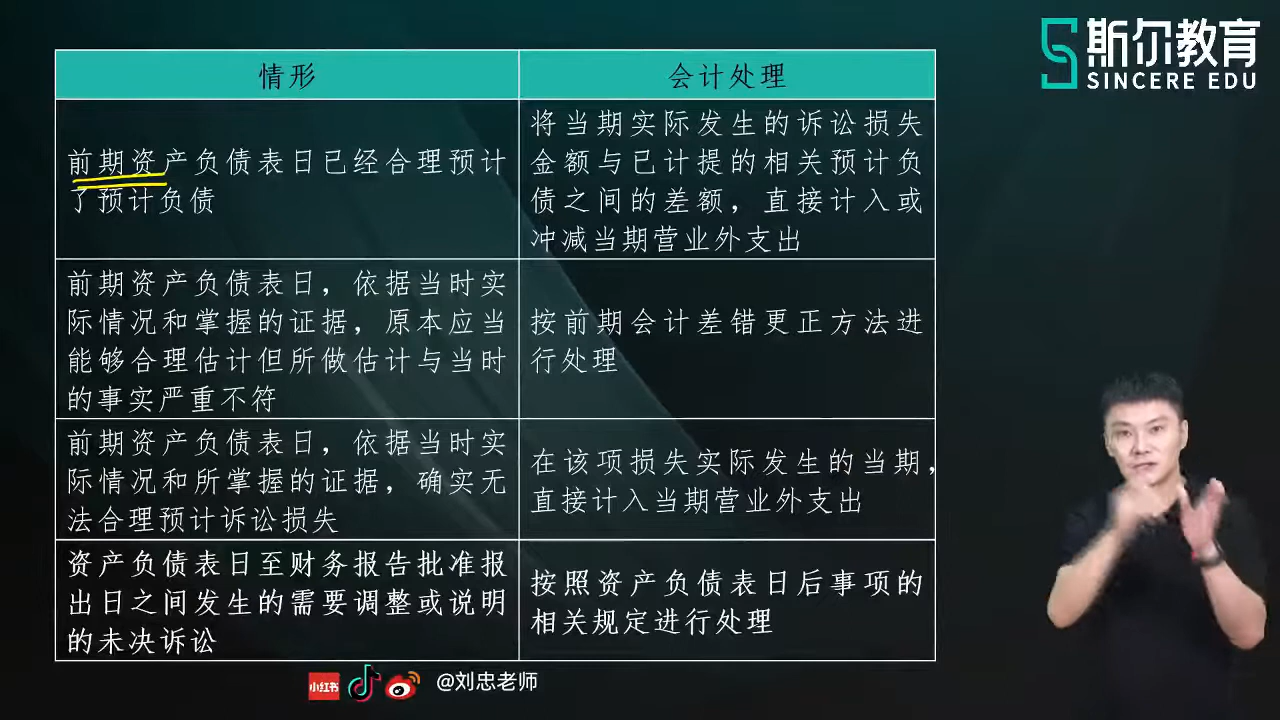 斯尔教育
SINCERE EDU
情形
会计处理
前期资产负债表日已经合理预计
了预计负债
将当期实际发生的诉讼损失
金额与已计提的相关预计负
债之间的差额，直接计入或
冲减当期营业外支出
前期资产负债表日，依据当时实
际情况和掌握的证据，原本应当
能够合理估计但所做估计与当时
的事实严重不符
按前期会计差错更正方法进
行处理
前期资产负债表日，依据当时实
际情况和所掌握的证据，确实无
法合理预计诉讼损失
在该项损失实际发生的当期，
直接计入当期营业外支出
资产负债表日至财务报告批准报
出日之间发生的需要调整或说明
的未决诉讼
按照资产负债表日后事项的
相关规定进行处理
小红书
@刘忠老师